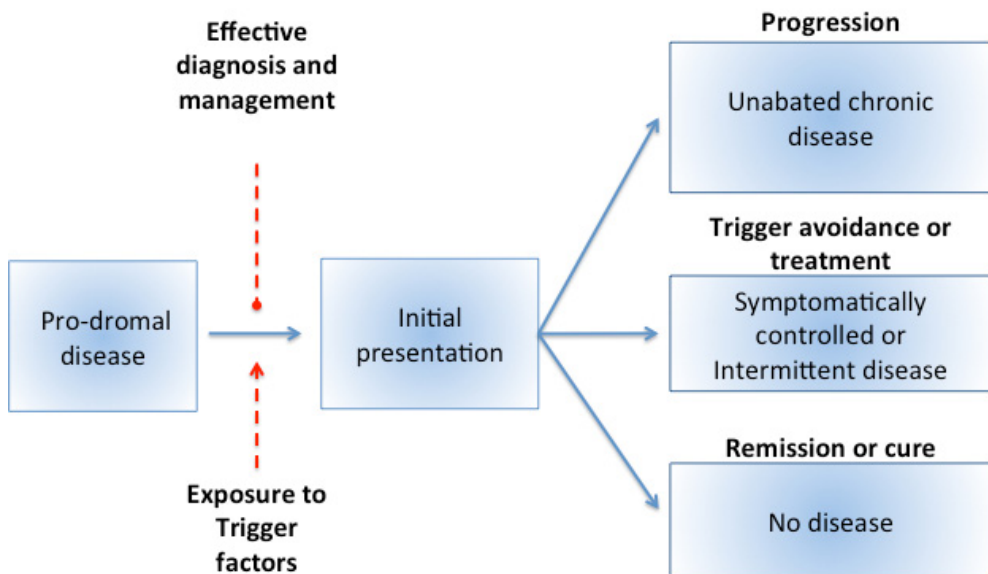 Effective
diagnosis and
management
Pro-dromal
disease
Exposure to
Trigger
factors
Initial
presentation
Progression
Unabated chronic
disease
Trigger avoidance or
treatment
Symptomatically
controlled or
Intermittent disease
Remission or cure
No disease